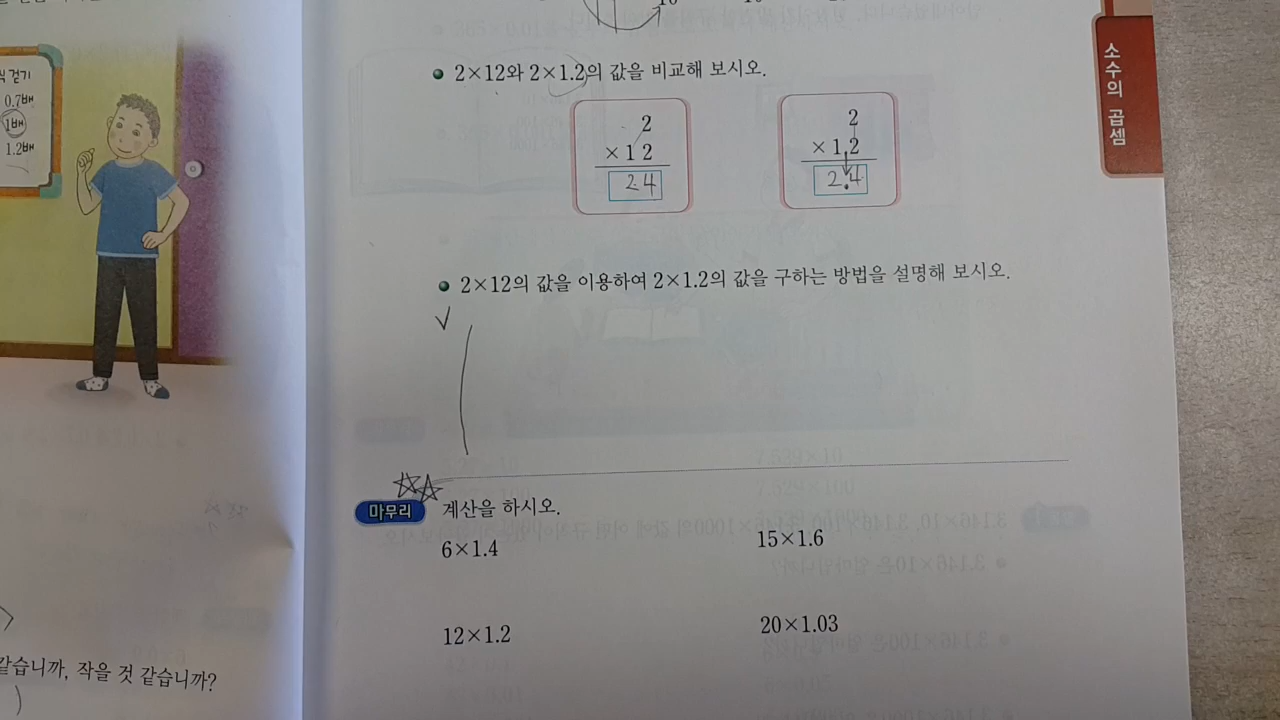 걷기
0.7배
1배
1.2배
소수의 곱셈
2×12와 2×1.2의 값을 비교해 보시오.
2
×12
24
2
×1.2
2.4
2×12의 값을 이용하여 2×1.2의 값을 구하는 방법을 설명해 보시오.
마무리 계산을 하시오.
6×1.4 15×1.6
12×1.2 20×1.03
같습니까, 작을 것 같습니까?